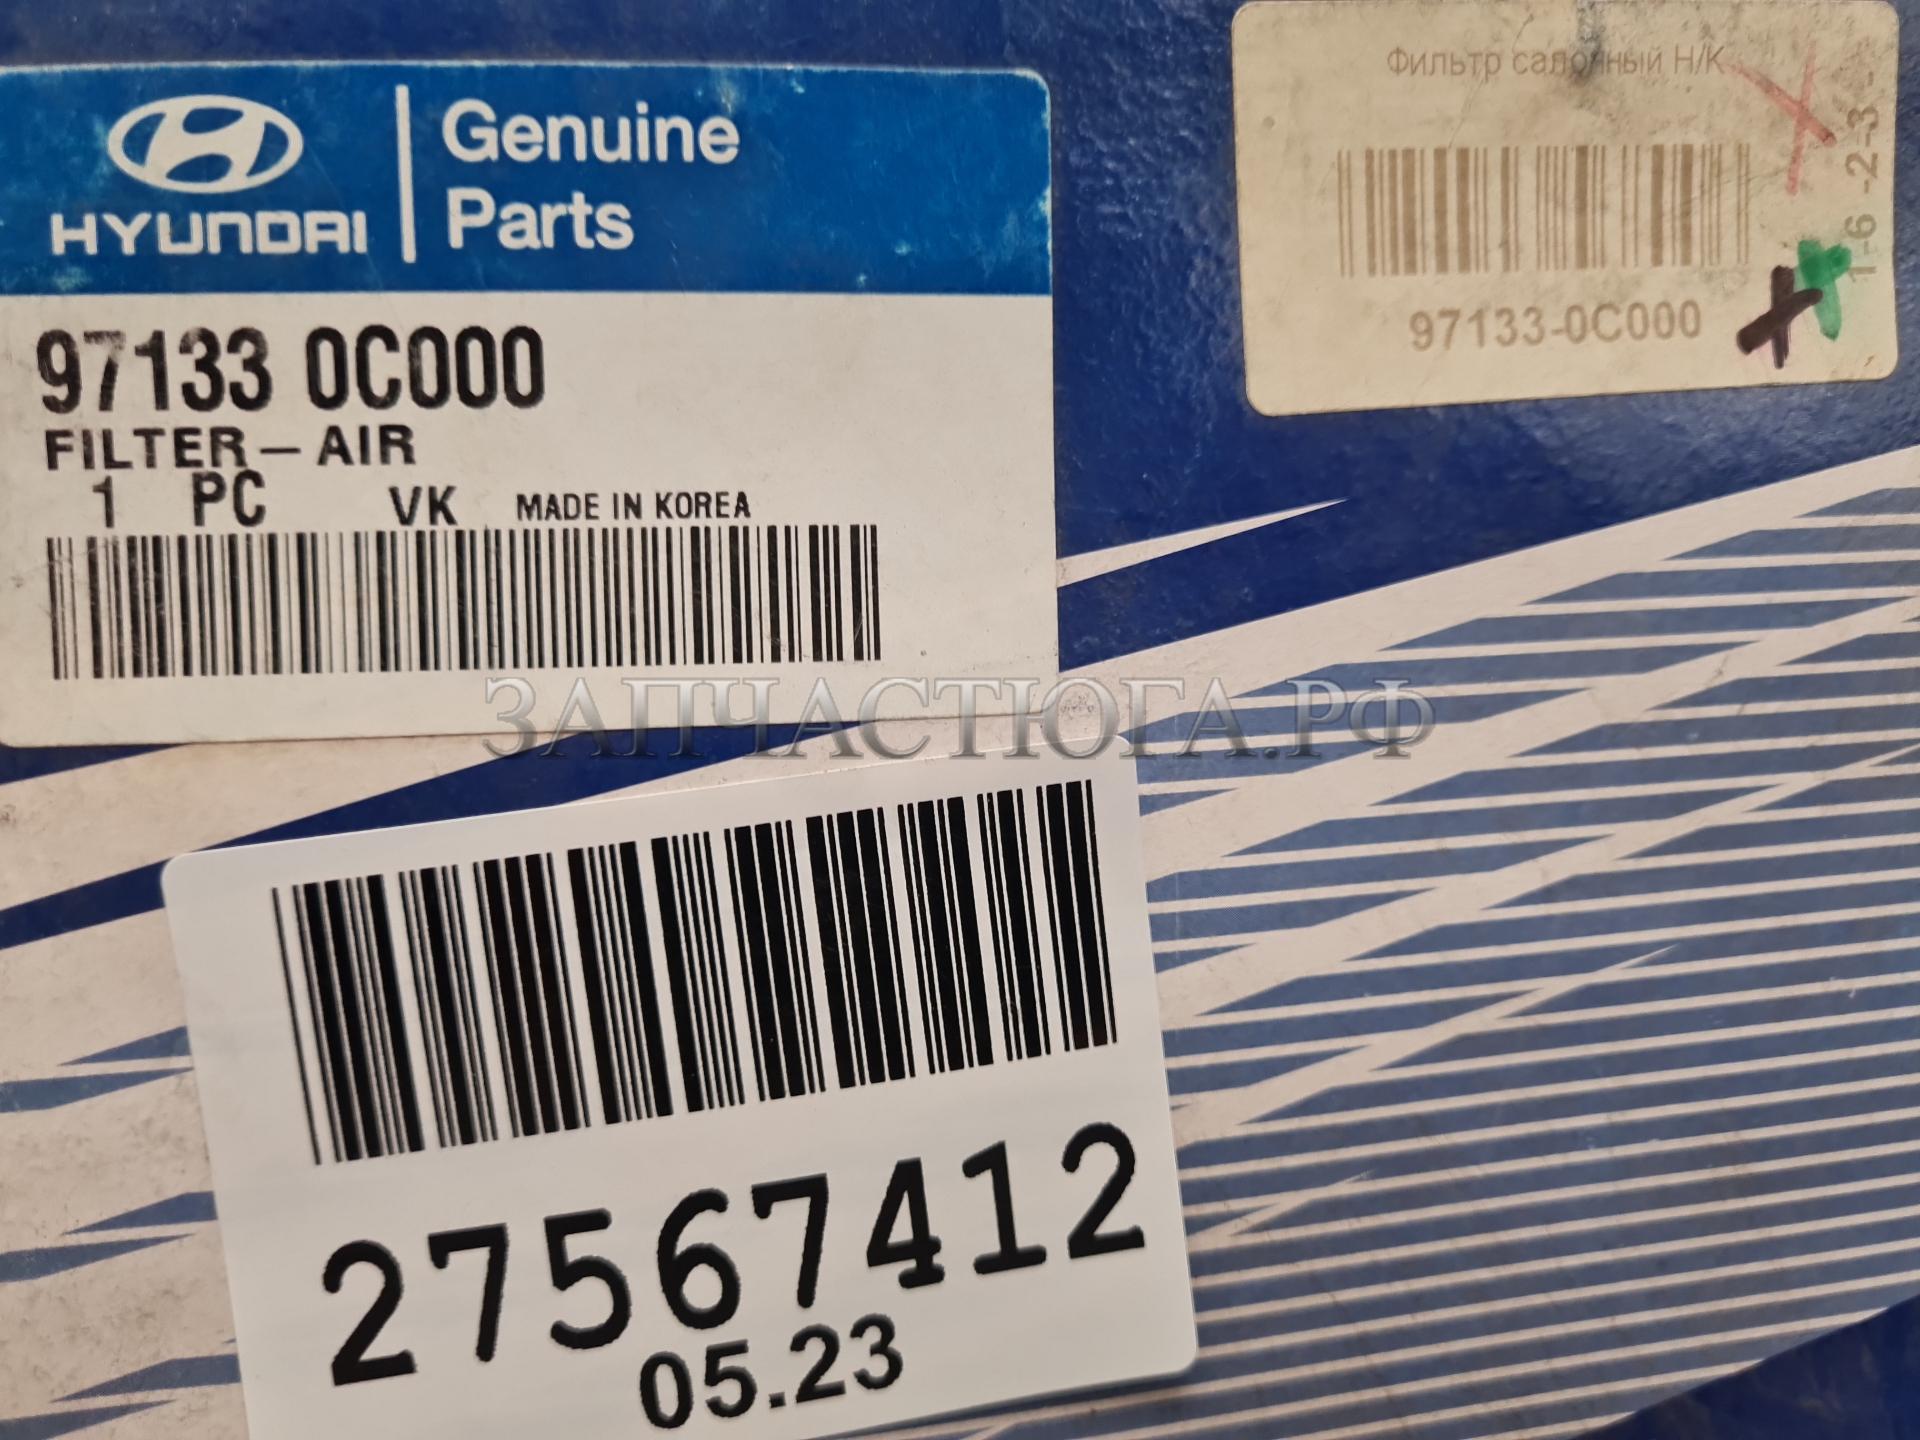 HYUNDAI
Genuine
Parts
97133 0C000
FILTER-AIR
1 PC VK MADE IN KOREA
Фильтр салонный Н/К
97133-0C000
1-6 -2-3-
ЗАПЧАСТЮГА.РФ
27567412
05.23